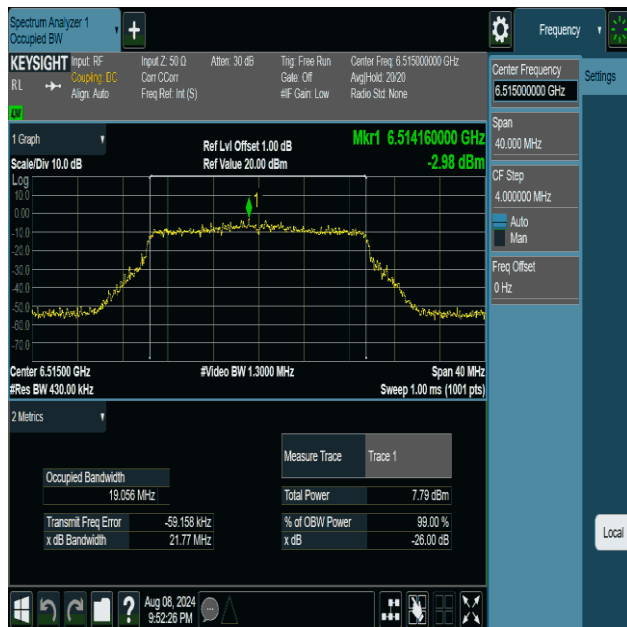 Spectrum Analyzer 1
Occupied BW
+
Frequency
KEYSIGHT
RL
Input: RF
Coupling: DC
Align: Auto
Input Z: 50 Ω
Corr CCorr
Freq Ref: Int (S)
Atten: 30 dB
Trig: Free Run
Gate: Off
#IF Gain: Low
Center Freq: 6.515000000 GHz
Avg|Hold: 20/20
Radio Std: None
LW
Center Frequency
6.515000000 GHz
Settings
Span
40.000 MHz
CF Step
4.000000 MHz
Auto
Man
Freq Offset
0 Hz
Local
1 Graph
Scale/Div 10.0 dB
Ref Lvl Offset 1.00 dB
Ref Value 20.00 dBm
Mkr1 6.514160000 GHz
-2.98 dBm
Log
10.0
0.00
-10.0
-20.0
-30.0
-40.0
-50.0
-60.0
-70.0
1
Center 6.51500 GHz
#Res BW 430.00 kHz
#Video BW 1.3000 MHz
Span 40 MHz
Sweep 1.00 ms (1001 pts)
2 Metrics
Measure Trace Trace 1
Occupied Bandwidth
19.056 MHz
Total Power 7.79 dBm
Transmit Freq Error -59.158 kHz
% of OBW Power 99.00 %
x dB Bandwidth 21.77 MHz
x dB -26.00 dB
?
Aug 08, 2024
9:52:26 PM